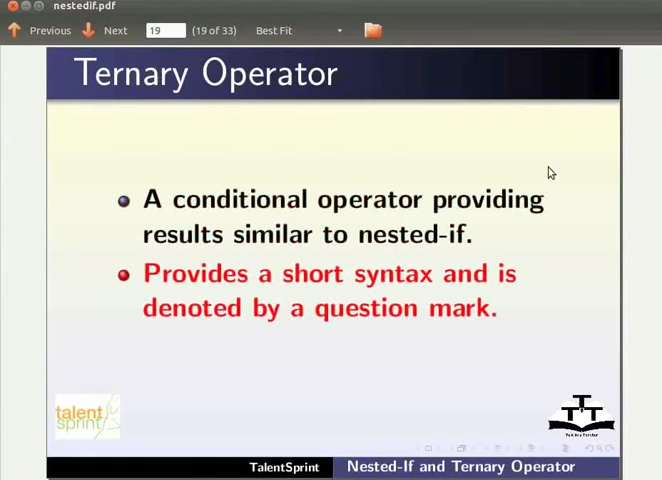 nestedif.pdf
Previous Next 19 (19 of 33) Best Fit
Ternary Operator
A conditional operator providing
results similar to nested-if.
Provides a short syntax and is
denoted by a question mark.
talent
sprint
TalentSprint Nested-If and Ternary Operator